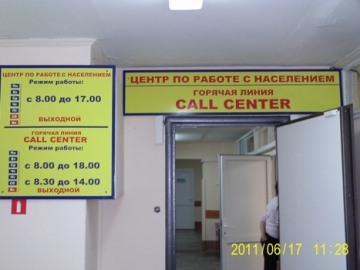 ЦЕНТР ПО РАБОТЕ С НАСЕЛЕНИЕМ
Режим работы:
с 8.00 до 17.00
ВЫХОДНОЙ
ГОРЯЧАЯ ЛИНИЯ
CALL CENTER
Режим работы:
с 8.00 до 18.00
с 8.30 до 14.00
ВЫХОДНОЙ
ЦЕНТР ПО РАБОТЕ С НАСЕЛЕНИЕМ
ГОРЯЧАЯ ЛИНИЯ
CALL CENTER
2011/06/17 11:28